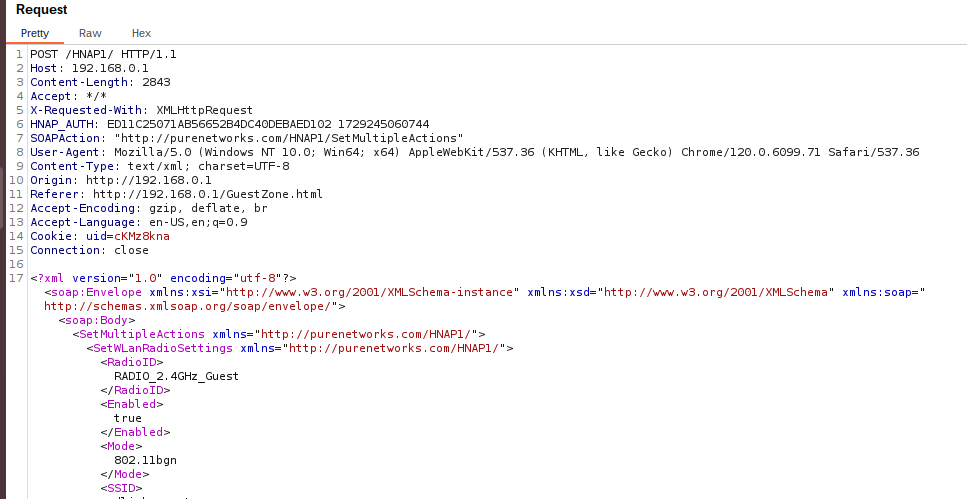 Request
Pretty Raw Hex
1 POST /HNAP1/ HTTP/1.1
2 Host: 192.168.0.1
3 Content-Length: 2843
4 Accept: */*
5 X-Requested-With: XMLHttpRequest
6 HNAP_AUTH: ED11C25071AB56652B4DC40DEBAED102 1729245060744
7 SOAPAction: "http://purenetworks.com/HNAP1/SetMultipleActions"
8 User-Agent: Mozilla/5.0 (Windows NT 10.0; Win64; x64) AppleWebKit/537.36 (KHTML, like Gecko) Chrome/120.0.6099.71 Safari/537.36
9 Content-Type: text/xml; charset=UTF-8
10 Origin: http://192.168.0.1
11 Referer: http://192.168.0.1/GuestZone.html
12 Accept-Encoding: gzip, deflate, br
13 Accept-Language: en-US,en;q=0.9
14 Cookie: uid=cKMz8kna
15 Connection: close
16
17 <?xml version="1.0" encoding="utf-8"?>
<soap:Envelope xmlns:xsi="http://www.w3.org/2001/XMLSchema-instance" xmlns:xsd="http://www.w3.org/2001/XMLSchema" xmlns:soap="
http://schemas.xmlsoap.org/soap/envelope/">
<soap:Body>
<SetMultipleActions xmlns="http://purenetworks.com/HNAP1/">
<SetWLanRadioSettings xmlns="http://purenetworks.com/HNAP1/">
<RadioID>
RADIO_2.4GHz_Guest
</RadioID>
<Enabled>
true
</Enabled>
<Mode>
802.11bgn
</Mode>
<SSID>